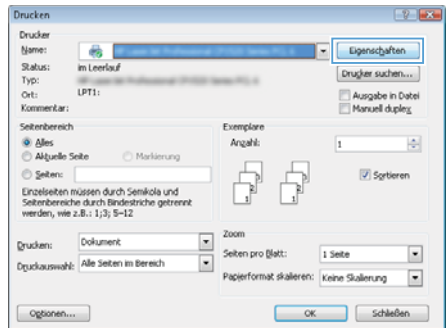 Drucken
Drucker
Name:
Eigenschaften
Status: im Leerlauf
Typ:
Drucker suchen...
Ort: LPT1:
Ausgabe in Datei
Kommentar:
Manuell duplex
Seitenbereich
Exemplare
Alles
Anzahl: 1
Aktuelle Seite Markierung
Seiten:
Sortieren
Einzelseiten müssen durch Semikola und
Seitenbereiche durch Bindestriche getrennt
werden, wie z.B.: 1;3; 5–12
Zoom
Drucken: Dokument
Seiten pro Blatt: 1 Seite
Druckauswahl: Alle Seiten im Bereich
Papierformat skalieren: Keine Skalierung
Optionen...
OK
Schließen